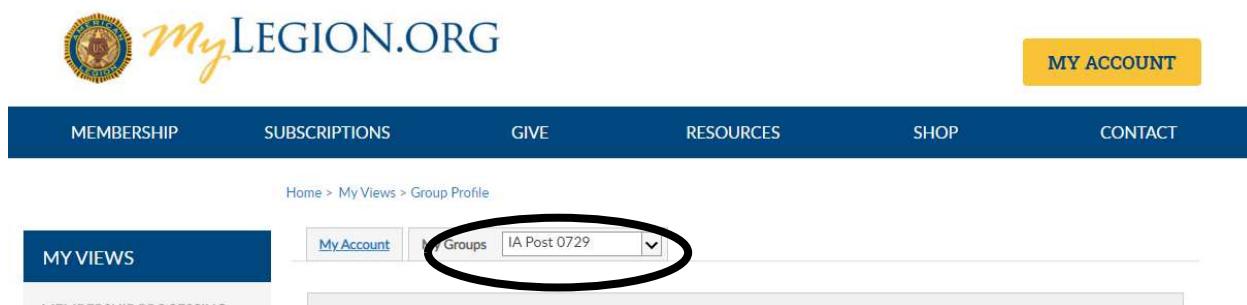 MyLEGION.ORG
MY ACCOUNT
MEMBERSHIP SUBSCRIPTIONS GIVE RESOURCES SHOP CONTACT
Home > My Views > Group Profile
MY VIEWS
My Account My Groups IA Post 0729